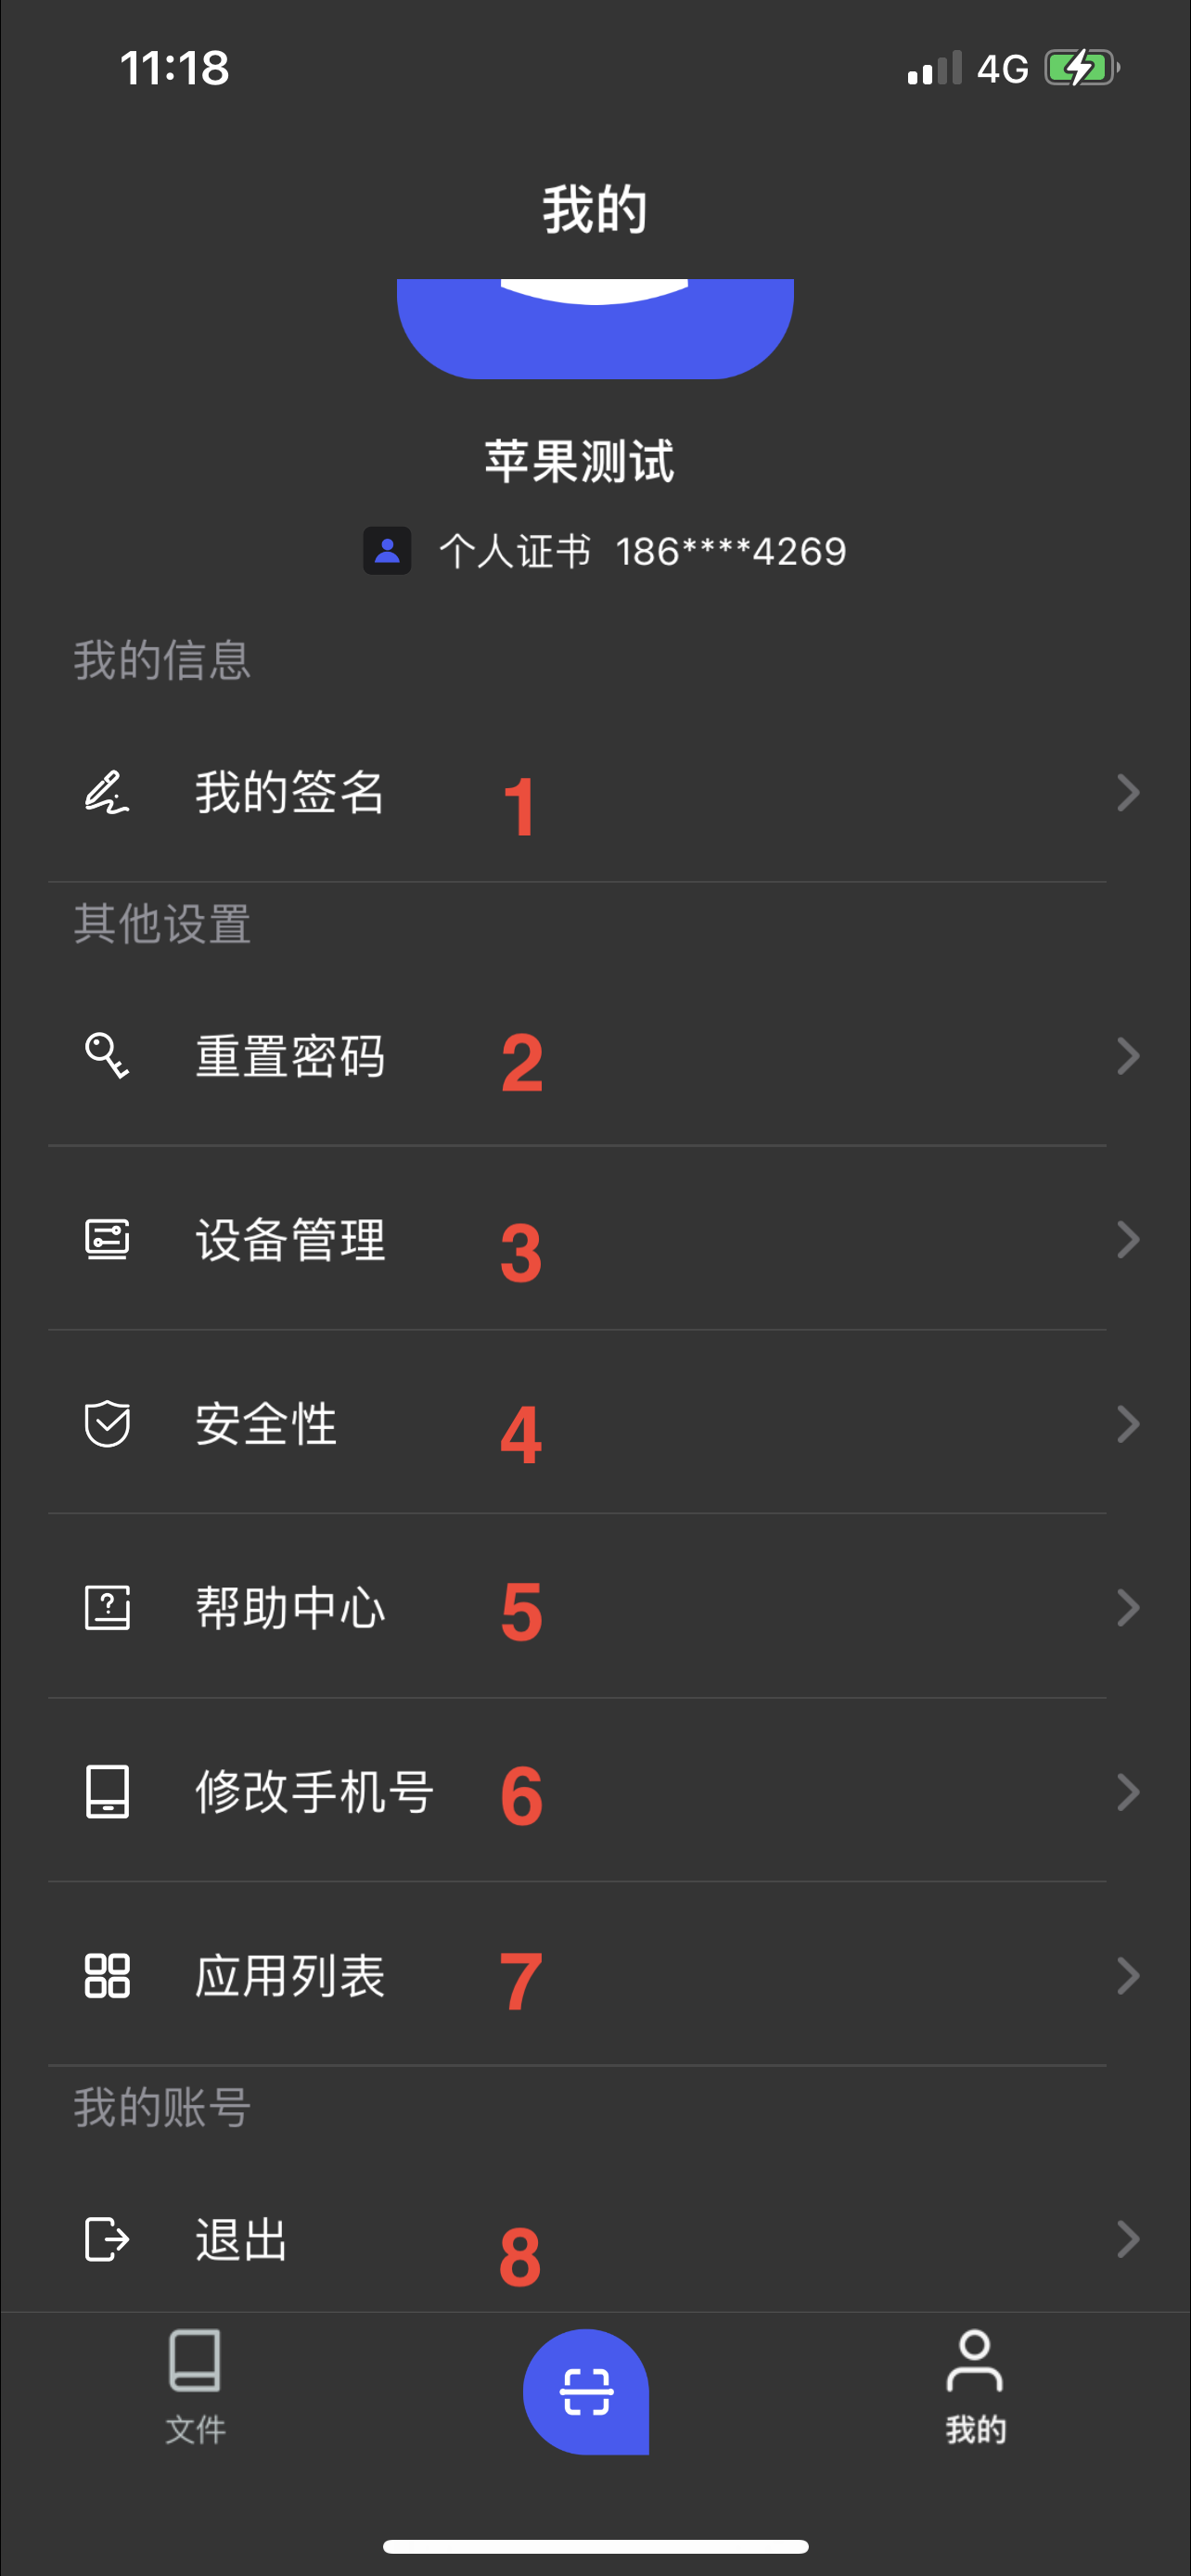 11:18 4G
我的
苹果测试
个人证书 186****4269
我的信息
我的签名 1
其他设置
重置密码 2
设备管理 3
安全性 4
帮助中心 5
修改手机号 6
应用列表 7
我的账号
退出 8
文件 我的